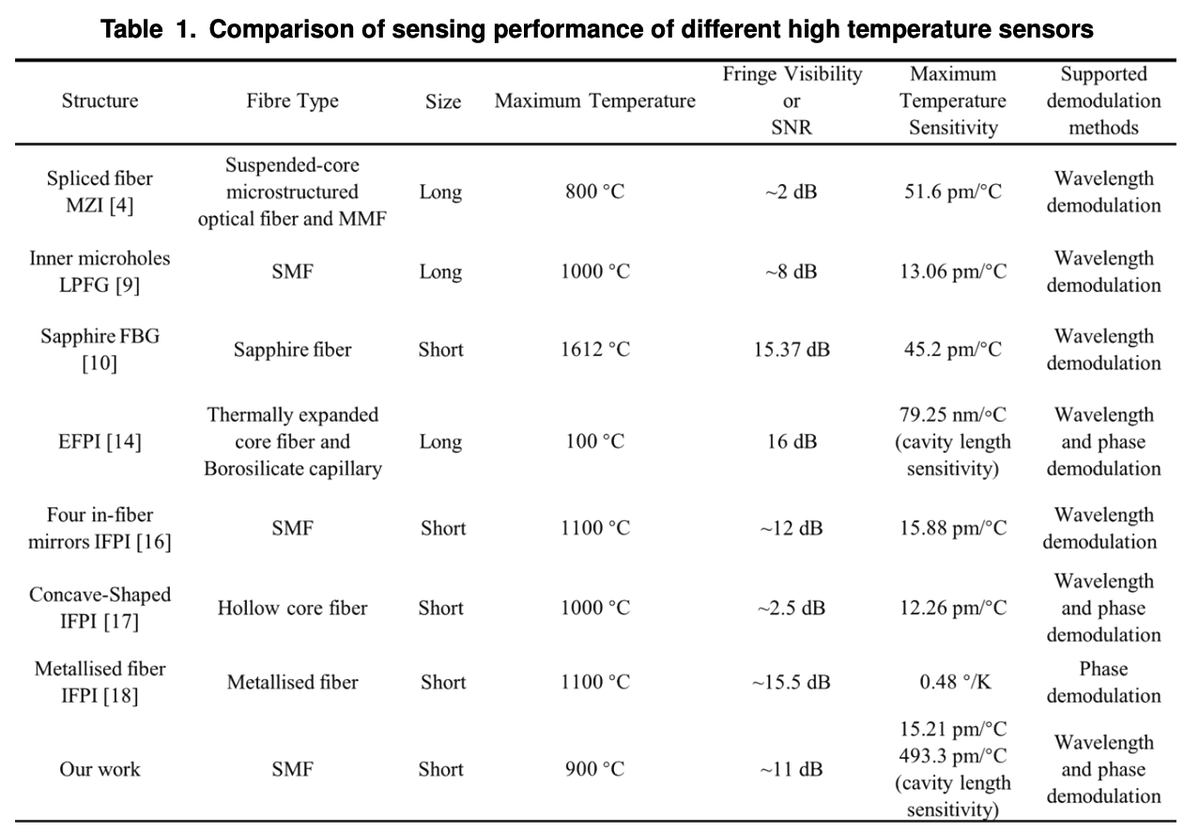 Table 1. Comparison of sensing performance of different high temperature sensors
Structure
Fibre Type
Size
Maximum Temperature
Fringe Visibility
or
SNR
Maximum
Temperature
Sensitivity
Supported
demodulation
methods
Spliced fiber
MZI [4]
Suspended-core
microstructured
optical fiber and MMF
Long
800 °C
~2 dB
51.6 pm/°C
Wavelength
demodulation
Inner microholes
LPFG [9]
SMF
Long
1000 °C
~8 dB
13.06 pm/°C
Wavelength
demodulation
Sapphire FBG
[10]
Sapphire fiber
Short
1612 °C
15.37 dB
45.2 pm/°C
Wavelength
demodulation
EFPI [14]
Thermally expanded
core fiber and
Borosilicate capillary
Long
100 °C
16 dB
79.25 nm/°C
(cavity length
sensitivity)
Wavelength
and phase
demodulation
Four in-fiber
mirrors IFPI [16]
SMF
Short
1100 °C
~12 dB
15.88 pm/°C
Wavelength
demodulation
Concave-Shaped
IFPI [17]
Hollow core fiber
Short
1000 °C
~2.5 dB
12.26 pm/°C
Wavelength
and phase
demodulation
Metallised fiber
IFPI [18]
Metallised fiber
Short
1100 °C
~15.5 dB
0.48 °/K
Phase
demodulation
Our work
SMF
Short
900 °C
~11 dB
15.21 pm/°C
493.3 pm/°C
(cavity length
sensitivity)
Wavelength
and phase
demodulation